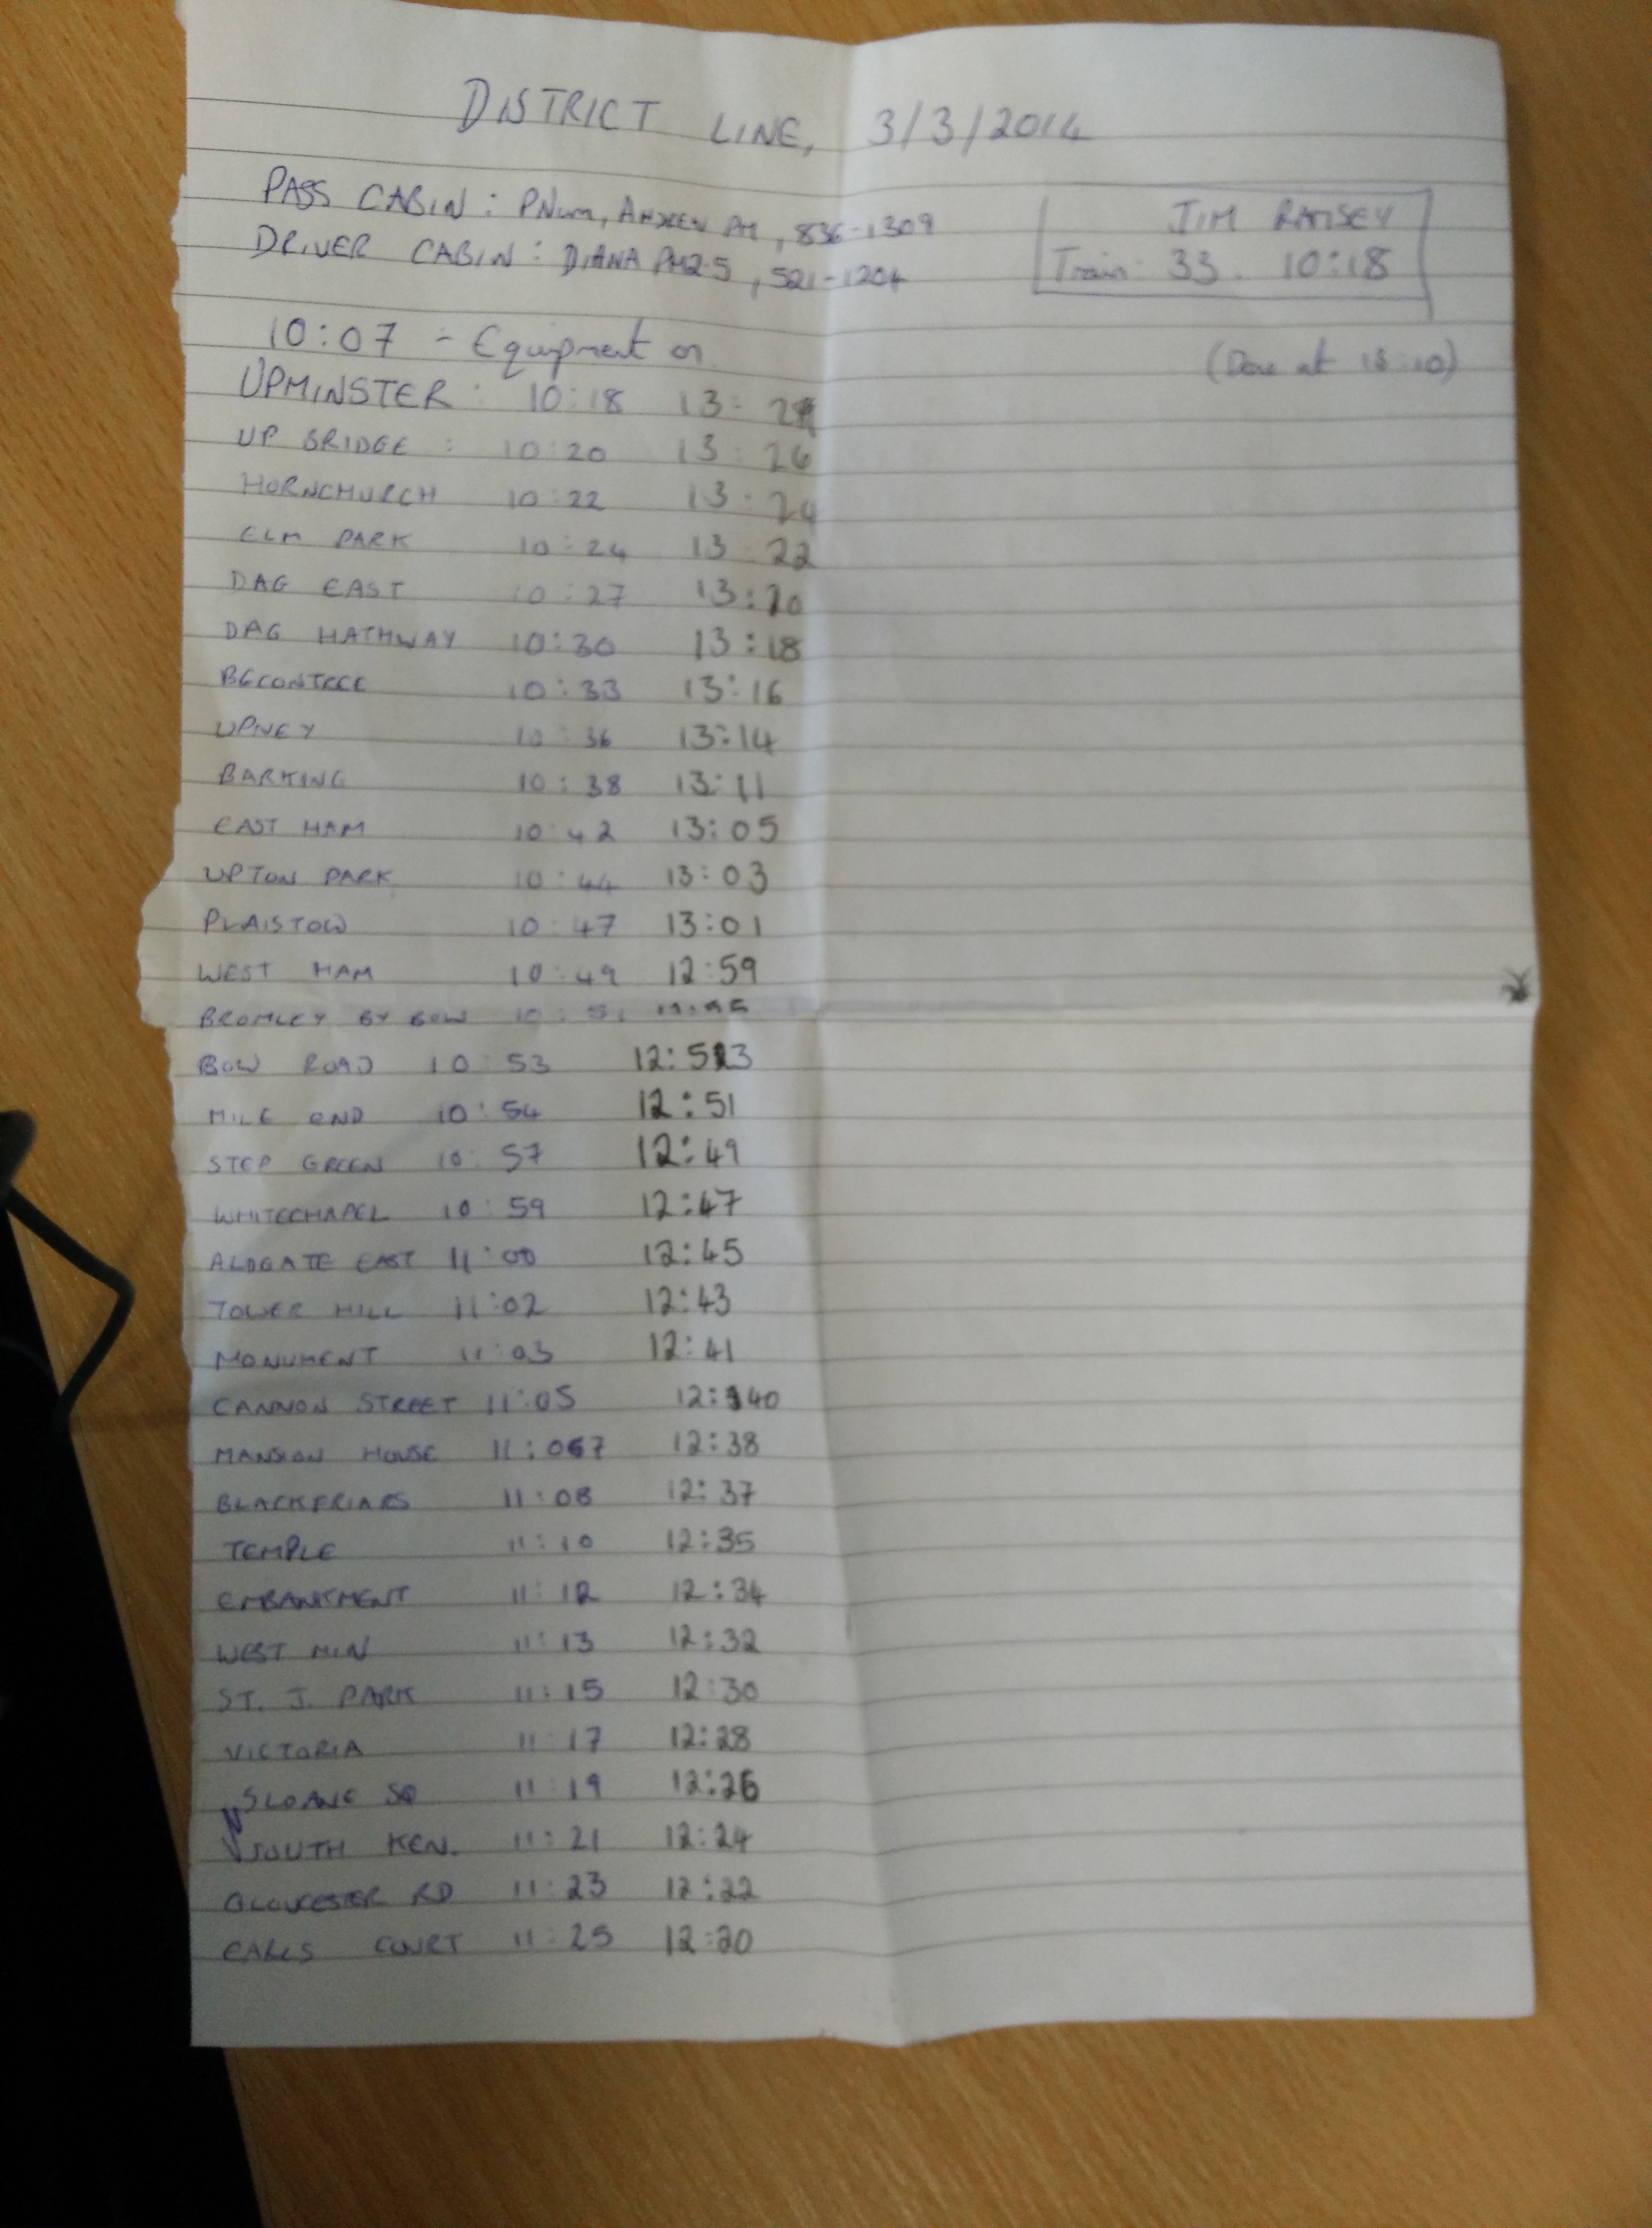 DISTRICT LINE, 3/3/2014
PASS CABIN: PNum, ANDREW PM, 836-1309
DRIVER CABIN: DIANA PM2.5, 521-1204
JIM RAMSEY
Train: 33. 10:18
10:07 - Equipment on
(Dow at 13:10)
UPMINSTER: 10:18 13:
UP BRIDGE: 10:20 13:26
HORNCHURCH 10:22 13:24
ELM PARK 10:24 13:22
DAG EAST 10:27 13:20
DAG HATHWAY 10:30 13:18
BECONTREE 10:33 13:16
UPNEY 10:36 13:14
BARKING 10:38 13:11
EAST HAM 10:42 13:05
UPTON PARK 10:44 13:03
PLAISTOW 10:47 13:01
WEST HAM 10:49 12:59
BROMLEY BY BOW 10:51
BOW ROAD 10:53 12:53
MILE END 10:54 12:51
STEP GREEN 10:57 12:49
WHITECHAPEL 10:59 12:47
ALDGATE EAST 11:00 12:45
TOWER HILL 11:02 12:43
MONUMENT 11:03 12:41
CANNON STREET 11:05 12:40
MANSION HOUSE 11:07 12:38
BLACKFRIARS 11:08 12:37
TEMPLE 11:10 12:35
EMBANKMENT 11:12 12:34
WEST MIN 11:13 12:32
ST. J. PARK 11:15 12:30
VICTORIA 11:17 12:28
SLOANE SQ 11:19 12:26
SOUTH KEN. 11:21 12:24
GLOUCESTER RD 11:23 12:22
EARLS COURT 11:25 12:20